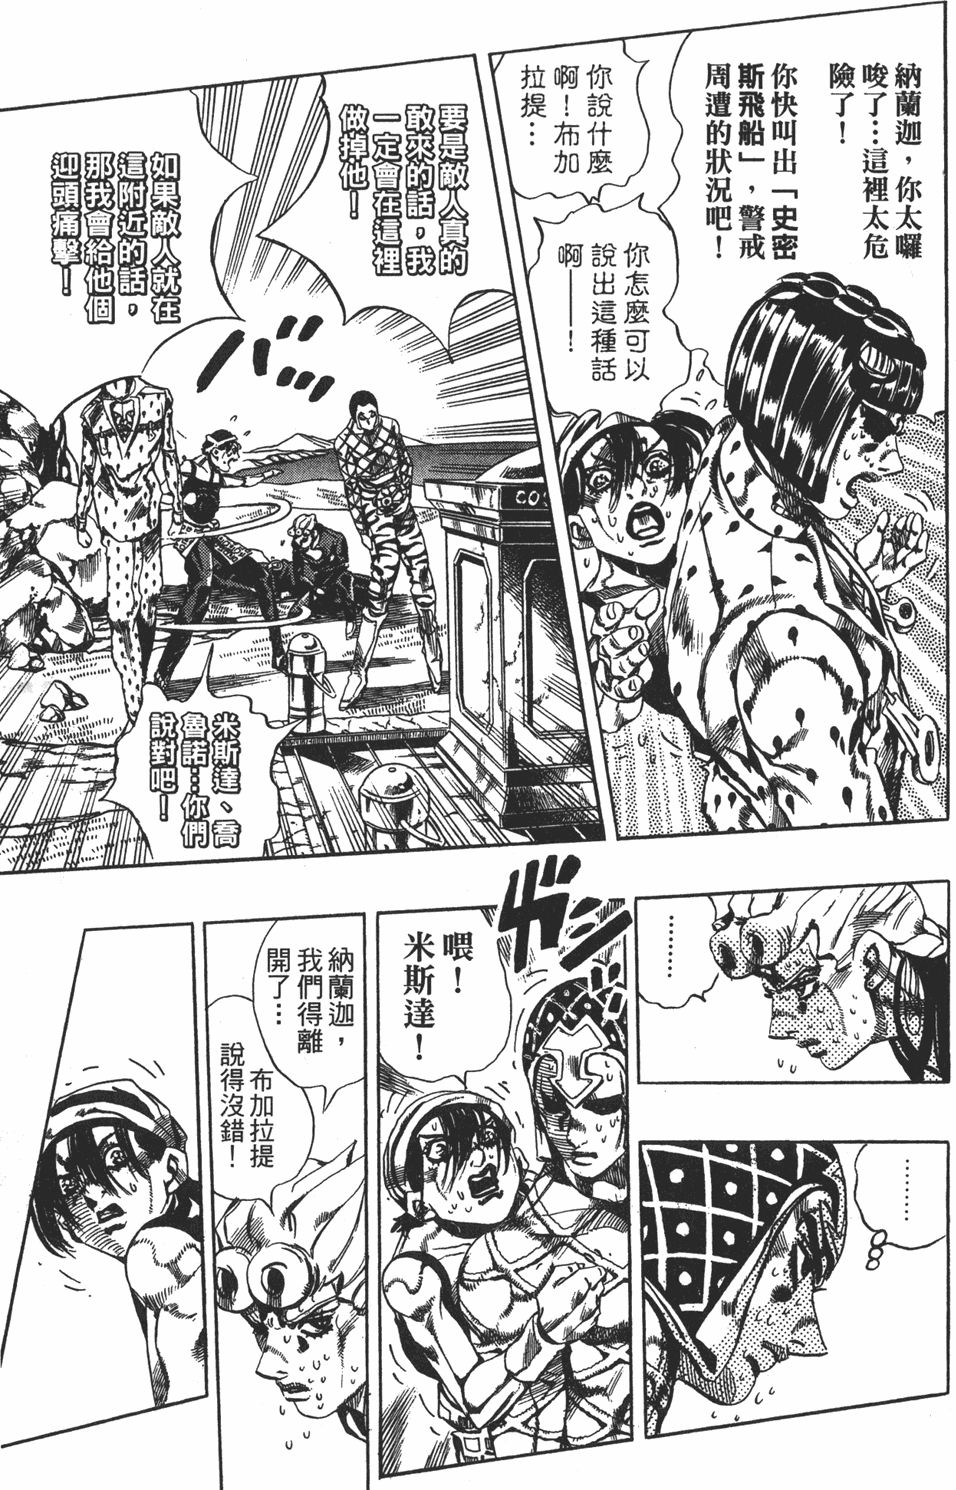 納蘭迦，你太囉
唆了…這裡太危
險了！
你快叫出「史密
斯飛船」，警戒
周遭的狀況吧！
你說什麼
啊！布加
拉提…
你怎麼可以
說出這種話
啊——！
要是敵人真的
敢來的話，我
一定會在這裡
做掉他！
如果敵人就在
這附近的話，
那我會給他個
迎頭痛擊！
バッ
COL
米斯達、喬
魯諾…你們
說對吧！
………
………
ガシッ
喂！
米斯達！
納蘭迦，
我們得離
開了…
布加拉提
說得沒錯！